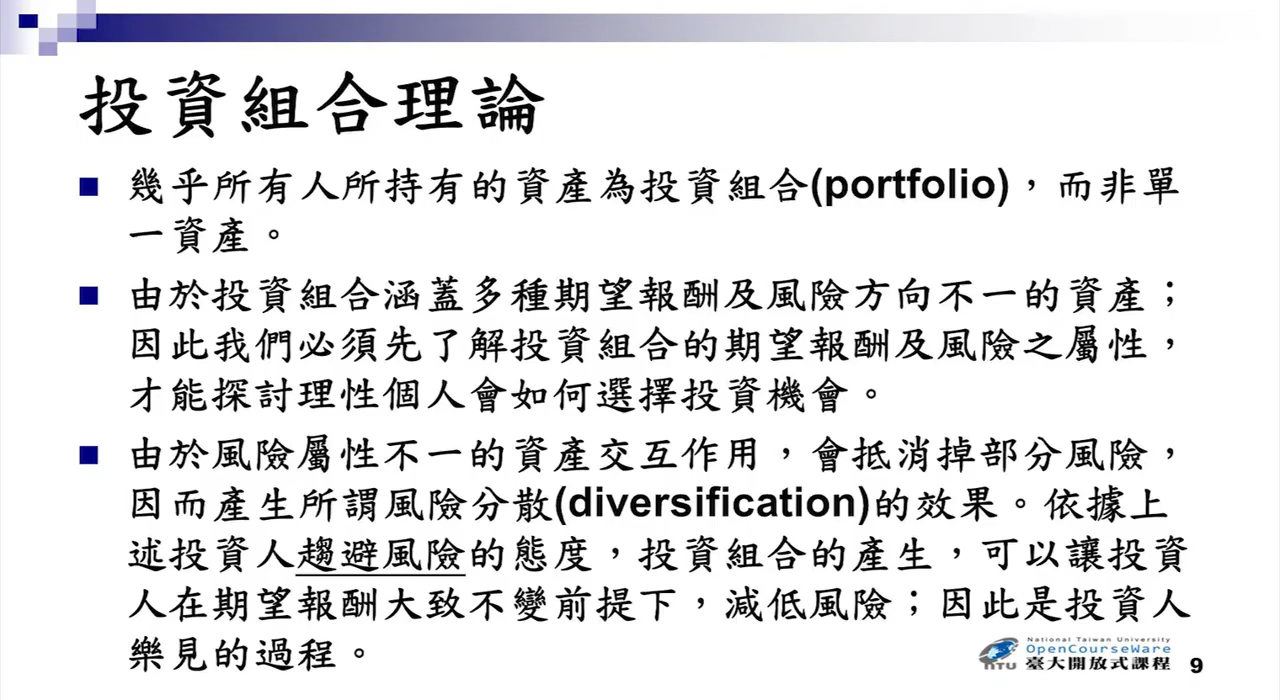 投資組合理論
幾乎所有人所持有的資產為投資組合(portfolio)，而非單
一資產。
由於投資組合涵蓋多種期望報酬及風險方向不一的資產；
因此我們必須先了解投資組合的期望報酬及風險之屬性，
才能探討理性個人會如何選擇投資機會。
由於風險屬性不一的資產交互作用，會抵消掉部分風險，
因而產生所謂風險分散(diversification)的效果。依據上
述投資人趨避風險的態度，投資組合的產生，可以讓投資
人在期望報酬大致不變前提下，減低風險；因此是投資人
樂見的過程。
National Taiwan University
OpenCourseWare
NTU 臺大開放式課程
9